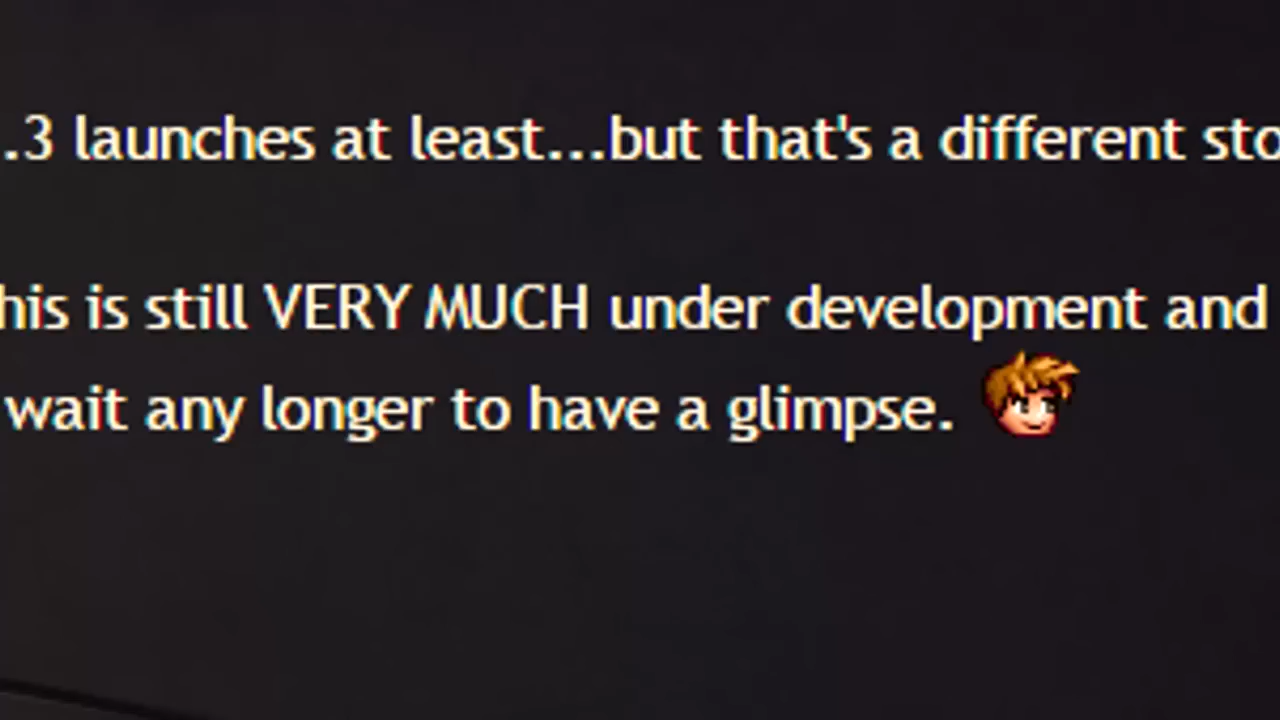 .3 launches at least...but that's a different sto
his is still VERY MUCH under development and
wait any longer to have a glimpse.